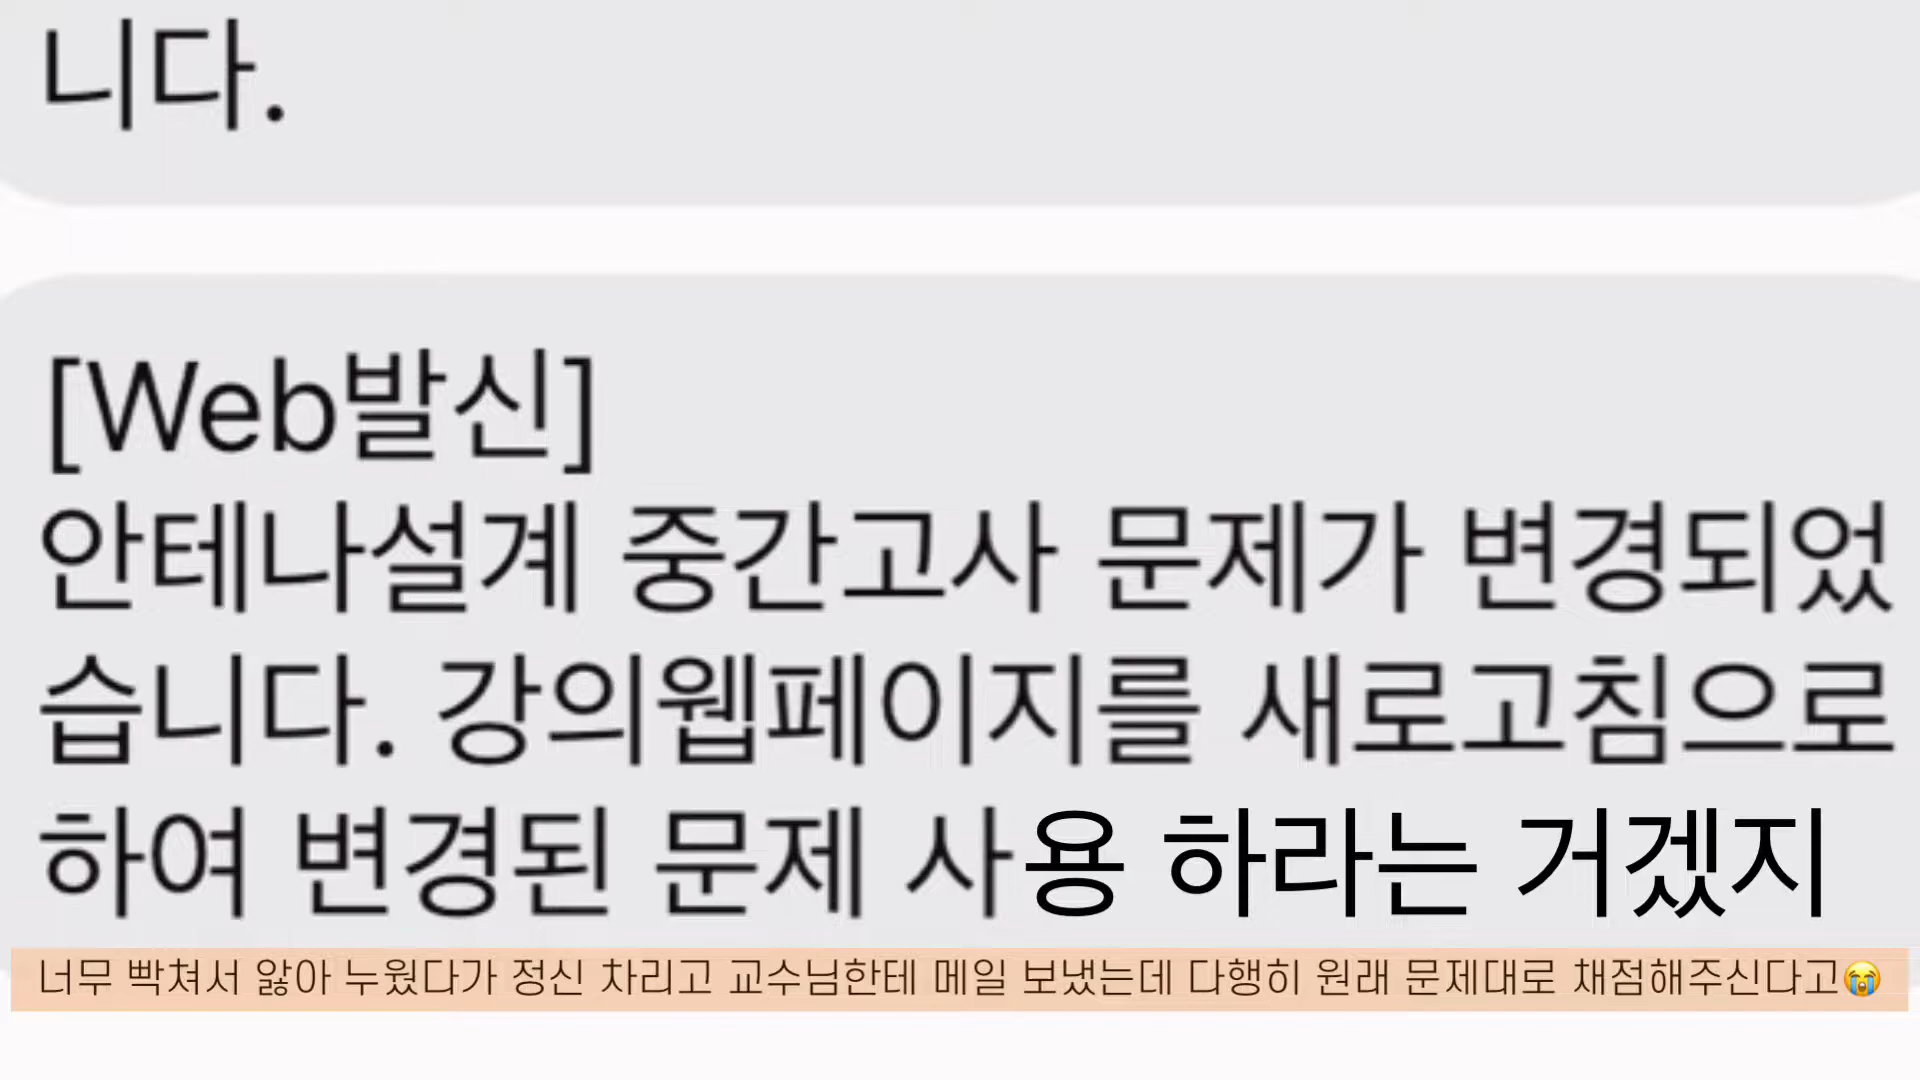 니다.
[Web발신]
안테나설계 중간고사 문제가 변경되었
습니다. 강의웹페이지를 새로고침으로
하여 변경된 문제 사용 하라는 거겠지
너무 빡쳐서 앓아 누웠다가 정신 차리고 교수님한테 메일 보냈는데 다행히 원래 문제대로 채점해주신다고😭